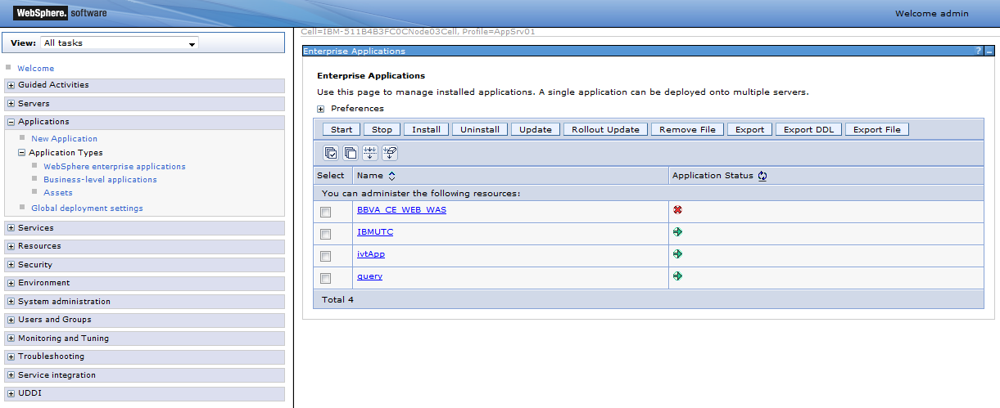 WebSphere. software
Welcome admin
View: All tasks
Welcome
Guided Activities
Servers
Applications
New Application
Application Types
WebSphere enterprise applications
Business-level applications
Assets
Global deployment settings
Services
Resources
Security
Environment
System administration
Users and Groups
Monitoring and Tuning
Troubleshooting
Service integration
UDDI
Cell=IBM-511B4B3FC0CNode03Cell, Profile=AppSrv01
Enterprise Applications ? _
Enterprise Applications
Use this page to manage installed applications. A single application can be deployed onto multiple servers.
Preferences
Start Stop Install Uninstall Update Rollout Update Remove File Export Export DDL Export File
Select Name Application Status
You can administer the following resources:
BBVA_CE_WEB_WAS
IBMUTC
ivtApp
query
Total 4